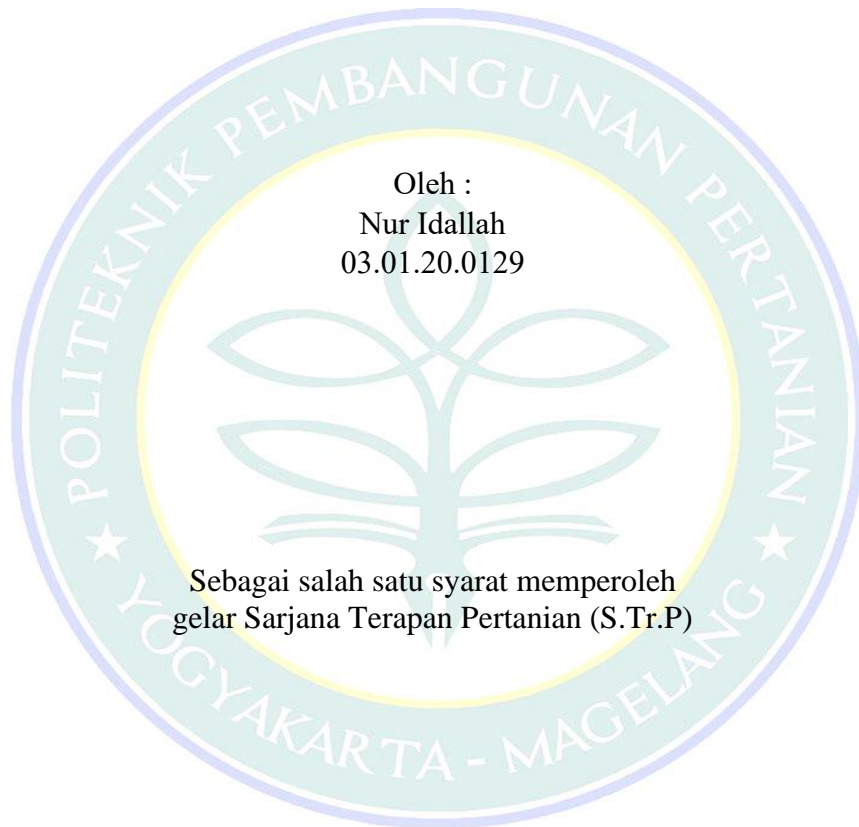 POLITEKNIK PEMBANGUNAN PERTANIAN
Oleh :
Nur Idallah
03.01.20.0129
Sebagai salah satu syarat memperoleh
gelar Sarjana Terapan Pertanian (S.Tr.P)
YOGYAKARTA - MAGELANG